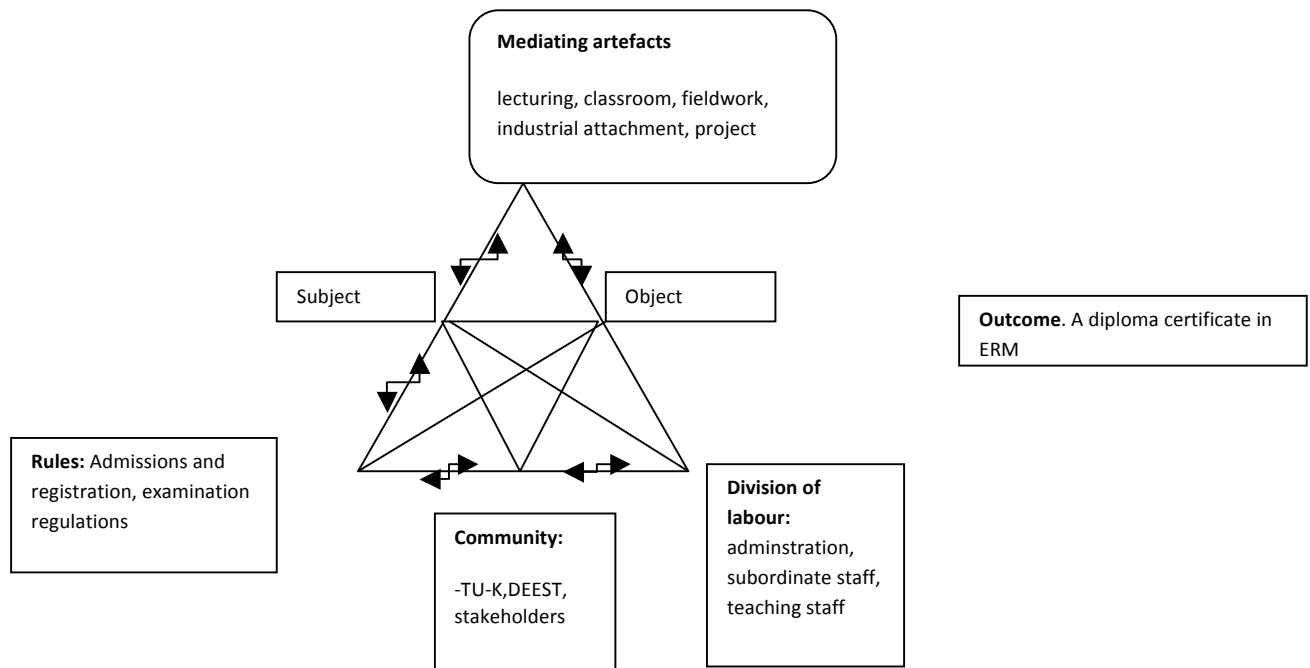 Mediating artefacts
lecturing, classroom, fieldwork,
industrial attachment, project
Subject
Object
Outcome. A diploma certificate in
ERM
Rules: Admissions and
registration, examination
regulations
Community:
-TU-K,DEEST,
stakeholders
Division of
labour:
adminstration,
subordinate staff,
teaching staff